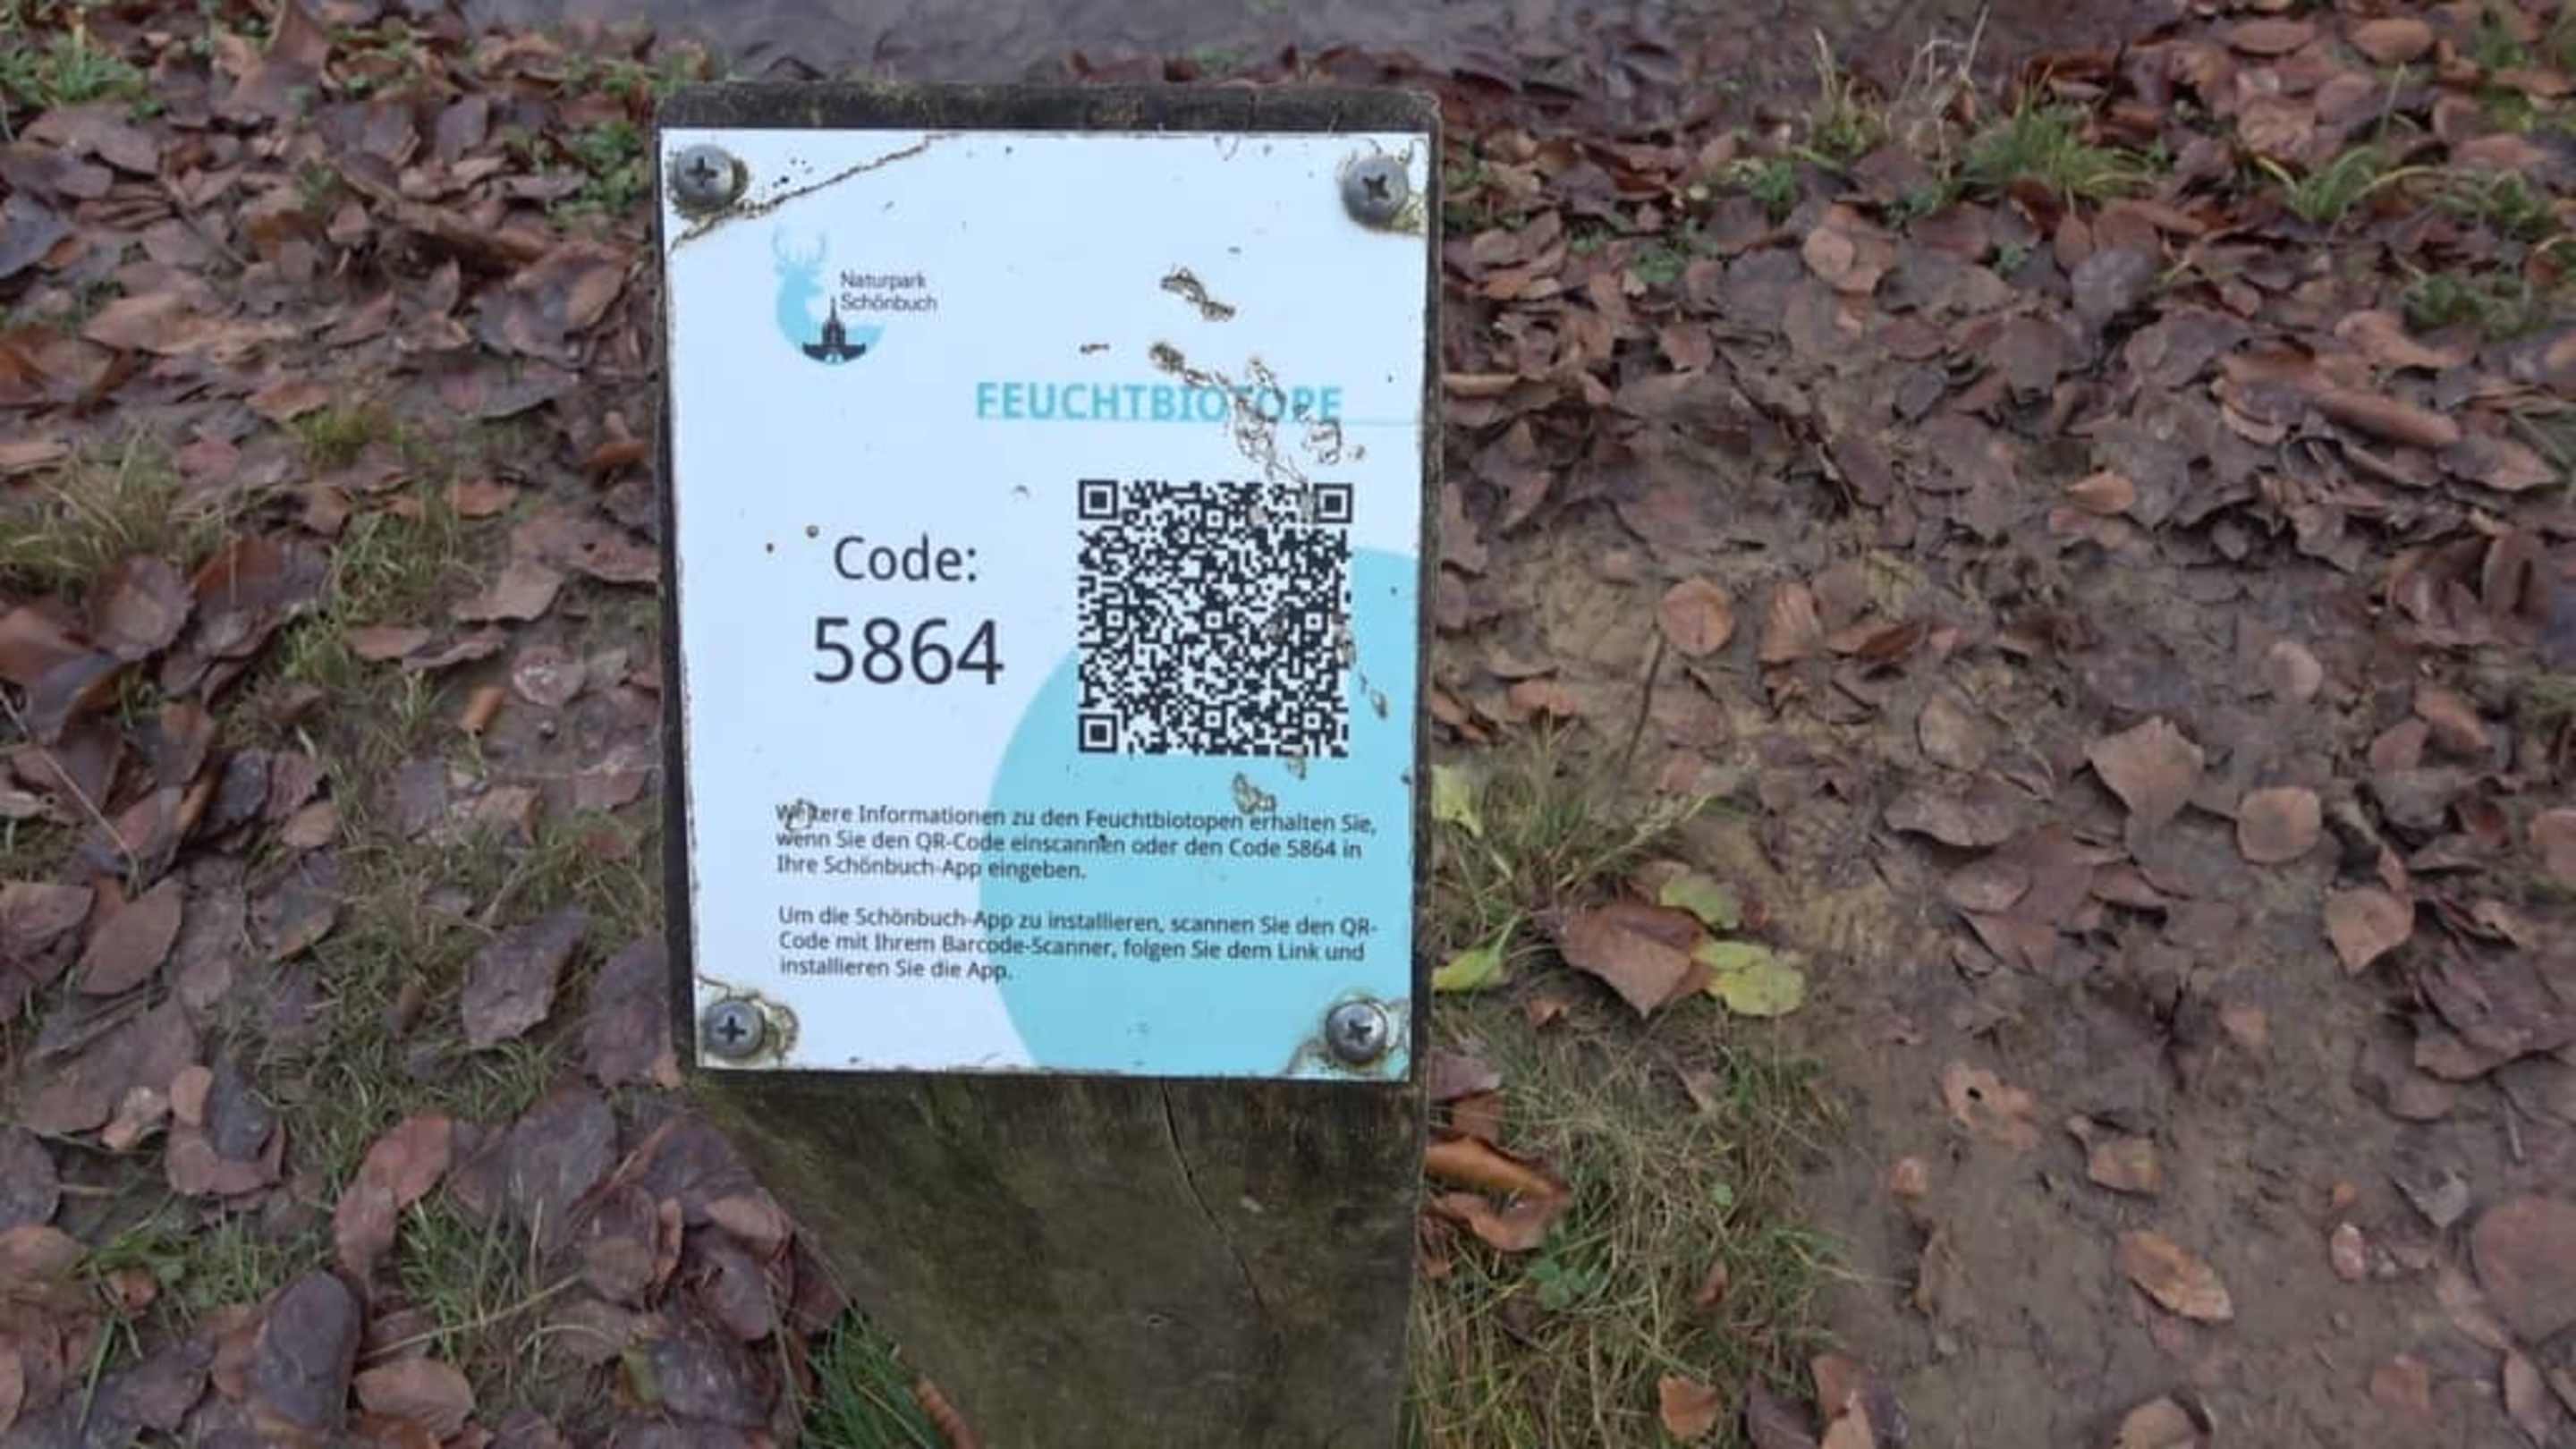 Naturpark
Schönbuch
FEUCHTBIOTOPE
Code:
5864
Weitere Informationen zu den Feuchtbiotopen erhalten Sie,
wenn Sie den QR-Code einscannen oder den Code 5864 in
Ihre Schönbuch-App eingeben.
Um die Schönbuch-App zu installieren, scannen Sie den QR-
Code mit Ihrem Barcode-Scanner, folgen Sie dem Link und
installieren Sie die App.